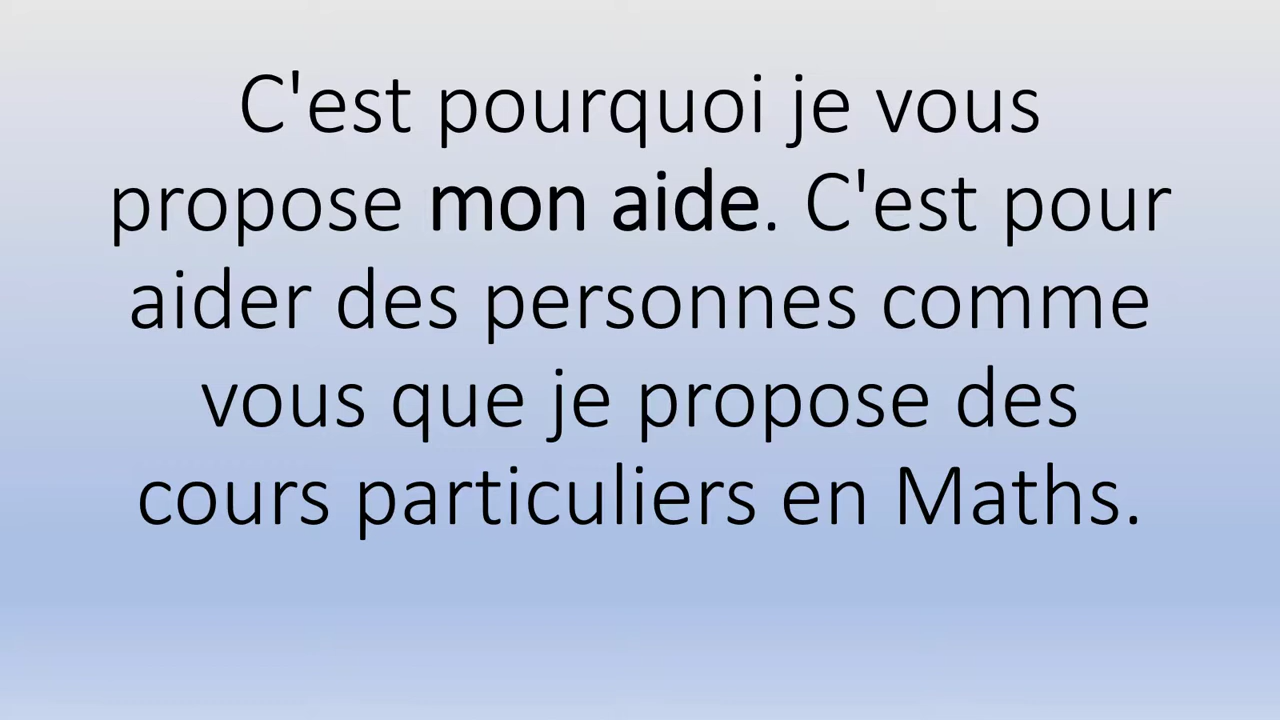 C'est pourquoi je vous
propose mon aide. C'est pour
aider des personnes comme
vous que je propose des
cours particuliers en Maths.